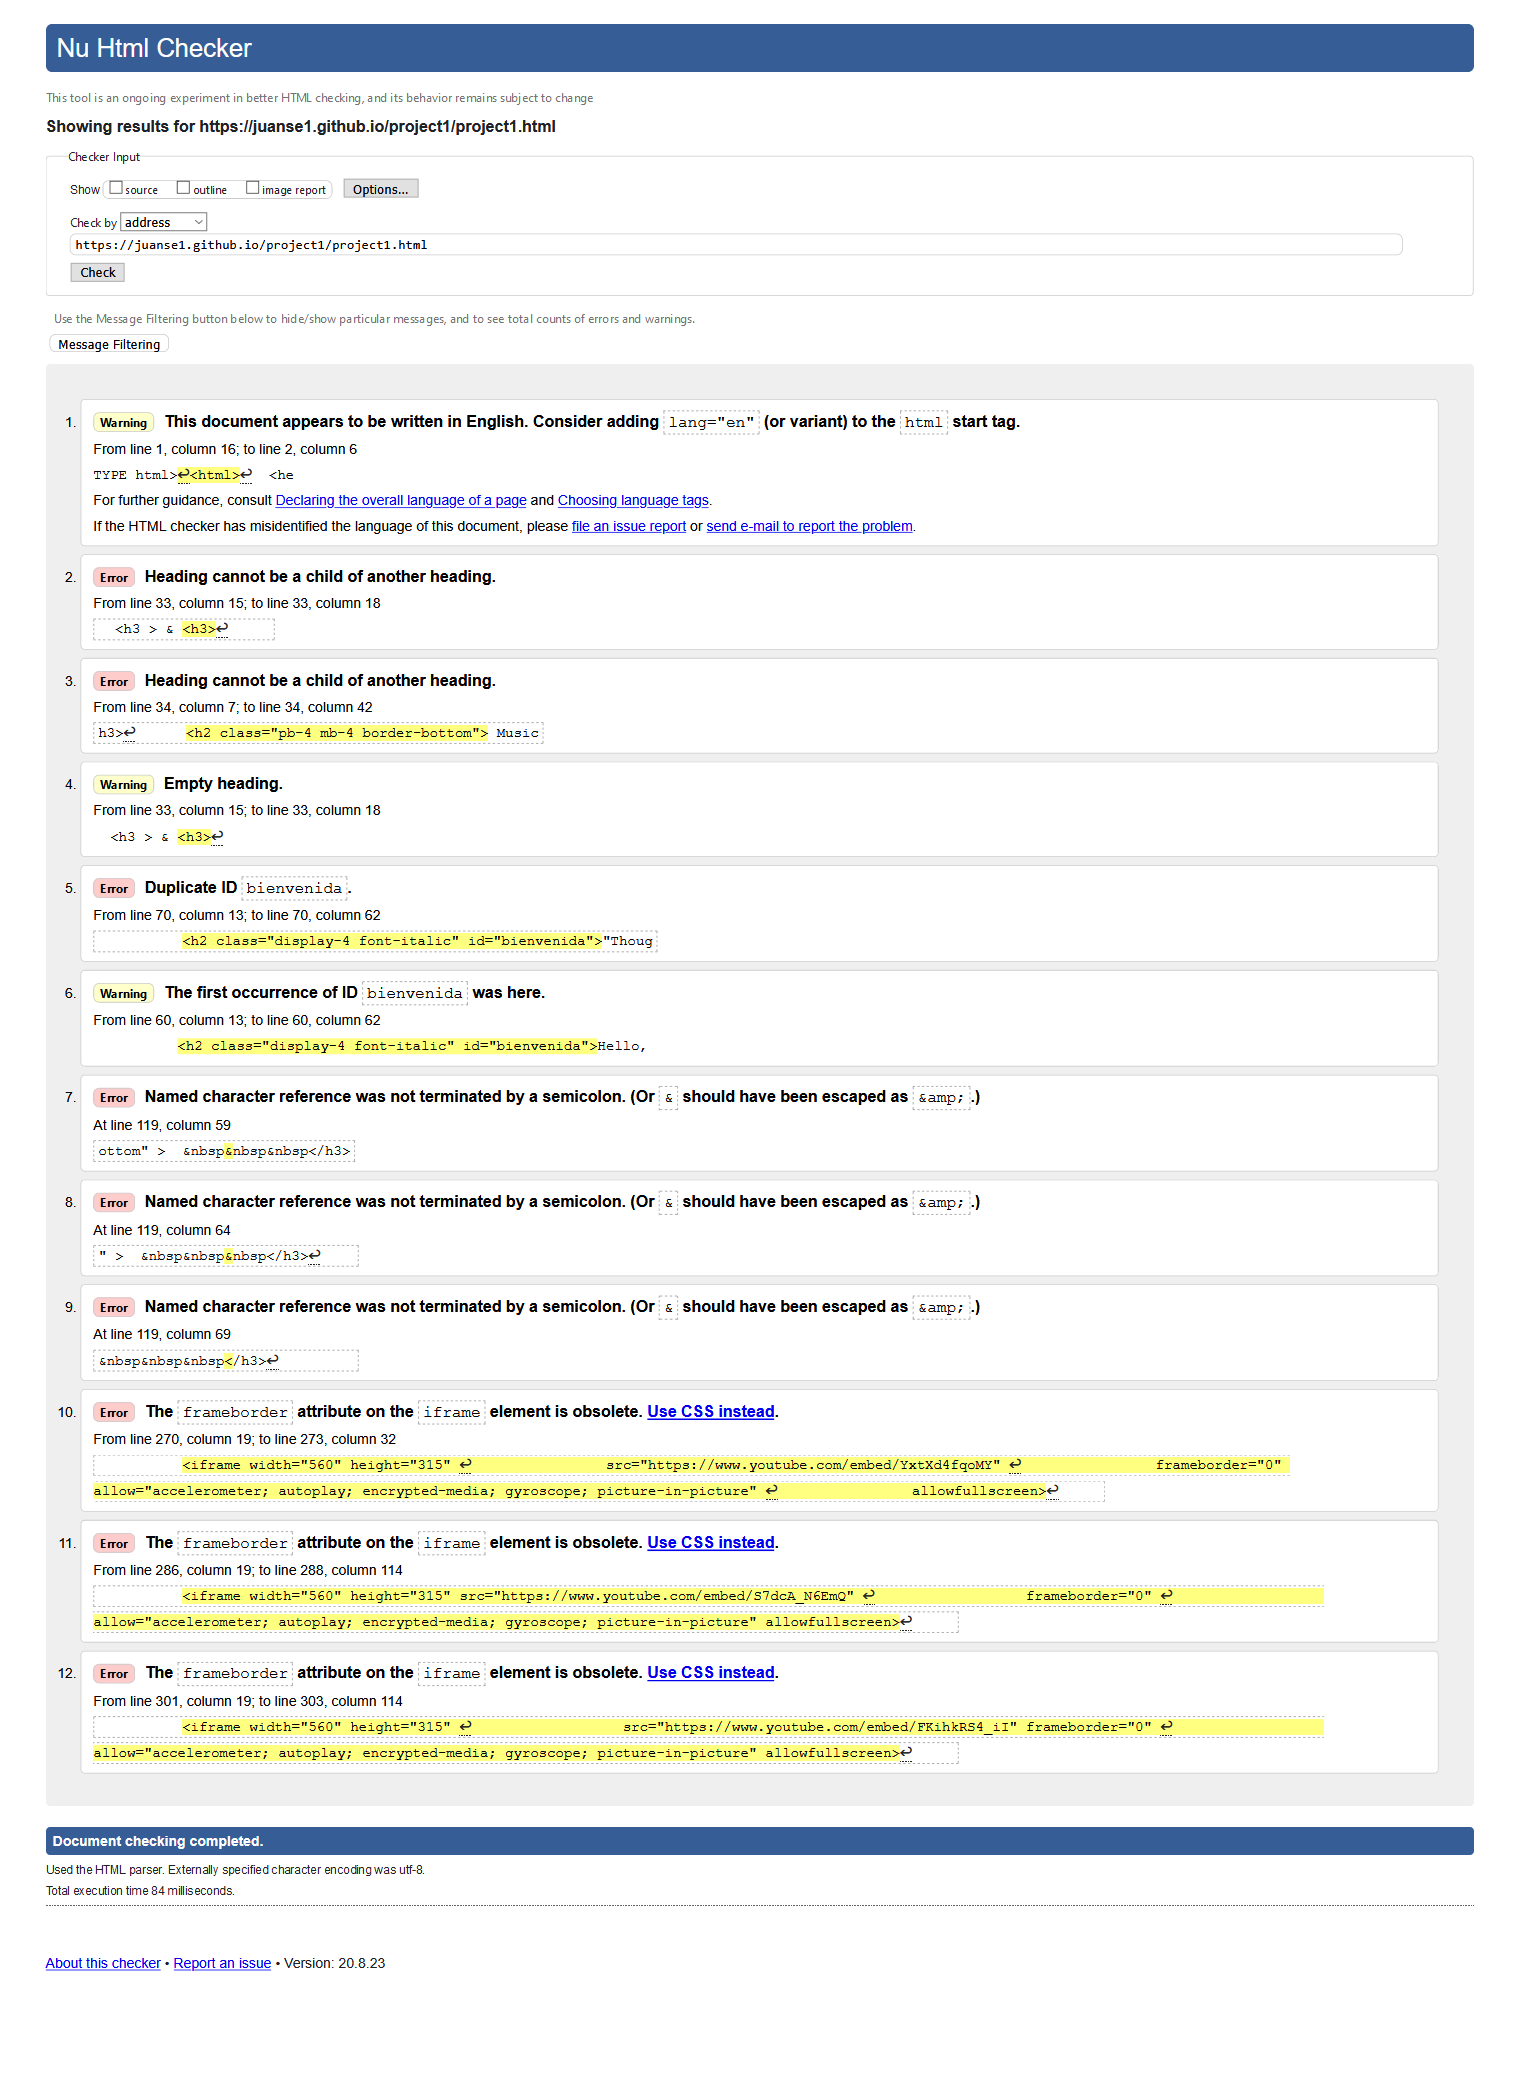 Nu Html Checker
This tool is an ongoing experiment in better HTML checking, and its behavior remains subject to change
Showing results for https://juanse1.github.io/project1/project1.html
Checker Input
Show source outline image report Options...
Check by address
https://juanse1.github.io/project1/project1.html
Check
Use the Message Filtering button below to hide/show particular messages, and to see total counts of errors and warnings.
Message Filtering
1. Warning This document appears to be written in English. Consider adding lang="en" (or variant) to the html start tag.
From line 1, column 16; to line 2, column 6
TYPE html>↩<html>↩  <he
For further guidance, consult Declaring the overall language of a page and Choosing language tags.
If the HTML checker has misidentified the language of this document, please file an issue report or send e-mail to report the problem.
2. Error Heading cannot be a child of another heading.
From line 33, column 15; to line 33, column 18
<h3 > & <h3>↩
3. Error Heading cannot be a child of another heading.
From line 34, column 7; to line 34, column 42
h3>↩      <h2 class="pb-4 mb-4 border-bottom"> Music
4. Warning Empty heading.
From line 33, column 15; to line 33, column 18
<h3 > & <h3>↩
5. Error Duplicate ID bienvenida.
From line 70, column 13; to line 70, column 62
<h2 class="display-4 font-italic" id="bienvenida">"Thoug
6. Warning The first occurrence of ID bienvenida was here.
From line 60, column 13; to line 60, column 62
<h2 class="display-4 font-italic" id="bienvenida">Hello,
7. Error Named character reference was not terminated by a semicolon. (Or & should have been escaped as &amp;.)
At line 119, column 59
ottom" >  &nbsp&nbsp&nbsp</h3>
8. Error Named character reference was not terminated by a semicolon. (Or & should have been escaped as &amp;.)
At line 119, column 64
" >  &nbsp&nbsp&nbsp</h3>↩
9. Error Named character reference was not terminated by a semicolon. (Or & should have been escaped as &amp;.)
At line 119, column 69
&nbsp&nbsp&nbsp</h3>↩
10. Error The frameborder attribute on the iframe element is obsolete. Use CSS instead.
From line 270, column 19; to line 273, column 32
<iframe width="560" height="315" ↩ src="https://www.youtube.com/embed/YxtXd4fqoMY" ↩ frameborder="0"
allow="accelerometer; autoplay; encrypted-media; gyroscope; picture-in-picture" ↩ allowfullscreen>↩
11. Error The frameborder attribute on the iframe element is obsolete. Use CSS instead.
From line 286, column 19; to line 288, column 114
<iframe width="560" height="315" src="https://www.youtube.com/embed/S7dcA_N6EmQ" ↩ frameborder="0" ↩
allow="accelerometer; autoplay; encrypted-media; gyroscope; picture-in-picture" allowfullscreen>↩
12. Error The frameborder attribute on the iframe element is obsolete. Use CSS instead.
From line 301, column 19; to line 303, column 114
<iframe width="560" height="315" ↩ src="https://www.youtube.com/embed/FKihkRS4_iI" frameborder="0" ↩
allow="accelerometer; autoplay; encrypted-media; gyroscope; picture-in-picture" allowfullscreen>↩
Document checking completed.
Used the HTML parser. Externally specified character encoding was utf-8.
Total execution time 84 milliseconds.
About this checker • Report an issue • Version: 20.8.23